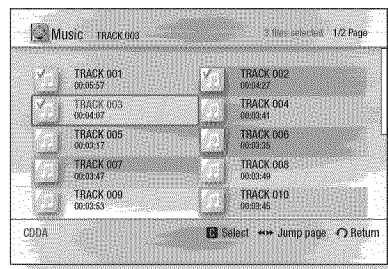 Music TRACK 003 3 files selected 1/2 Page
TRACK 001 TRACK 002
00:05:57 00:04:27
TRACK 003 TRACK 004
00:04:07 00:03:41
TRACK 005 TRACK 006
00:03:17 00:03:35
TRACK 007 TRACK 008
00:03:47 00:03:49
TRACK 009 TRACK 010
00:03:53 00:03:45
CDDA C Select Jump page Return